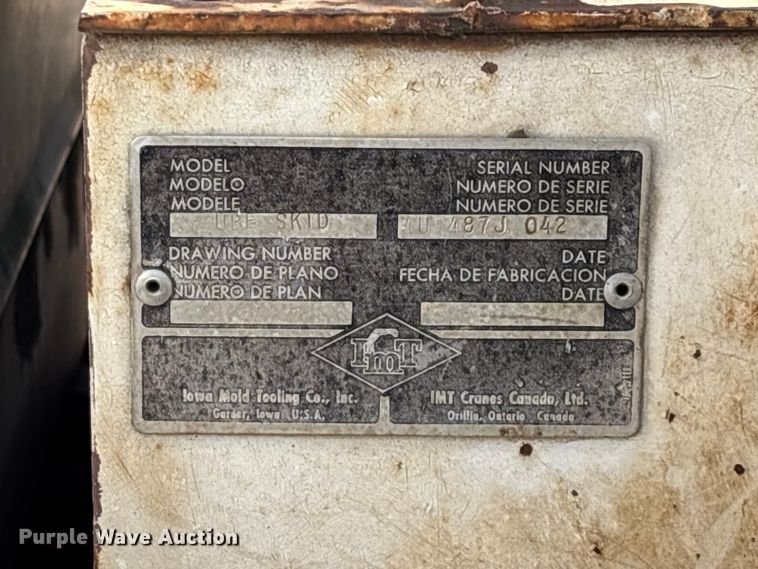 MODEL
MODELO
MODELE
SKID
SERIAL NUMBER
NUMERO DE SERIE
NUMERO DE SERIE
487J 042
DRAWING NUMBER
NUMERO DE PLANO
NUMERO DE PLAN
DATE
FECHA DE FABRICACION
DATE
IMT
Iowa Mold Tooling Co., Inc.
Garner, Iowa U.S.A.
IMT Cranes Canada, Ltd.
Orillia, Ontario Canada
Purple Wave Auction